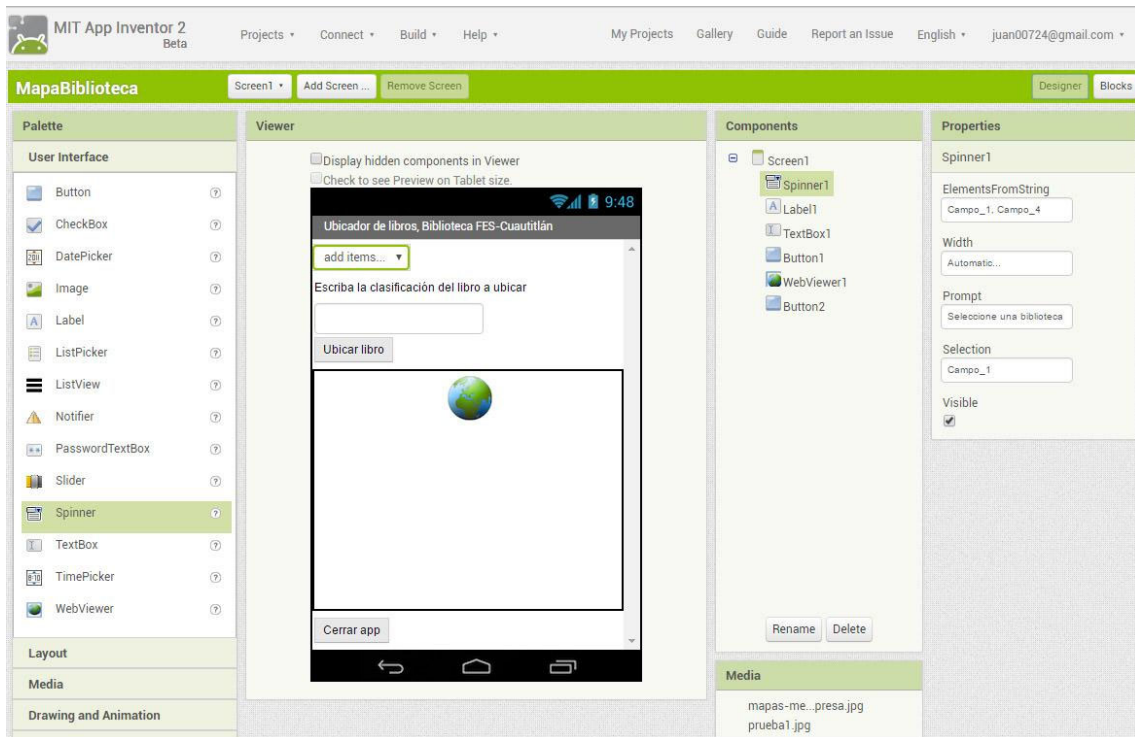 MIT App Inventor 2
Beta
Projects Connect Build Help My Projects Gallery Guide Report an Issue English juan00724@gmail.com
MapaBiblioteca Screen1 Add Screen ... Remove Screen Designer Blocks
Palette
User Interface
Button
CheckBox
DatePicker
Image
Label
ListPicker
ListView
Notifier
PasswordTextBox
Slider
Spinner
TextBox
TimePicker
WebViewer
Layout
Media
Drawing and Animation
Viewer
Display hidden components in Viewer
Check to see Preview on Tablet size.
9:48
Ubicador de libros, Biblioteca FES-Cuautitlán
add items...
Escriba la clasificación del libro a ubicar
Ubicar libro
Cerrar app
Components
Screen1
Spinner1
Label1
TextBox1
Button1
WebViewer1
Button2
Rename Delete
Media
mapas-me...presa.jpg
prueba1.jpg
Properties
Spinner1
ElementsFromString
Campo_1, Campo_4
Width
Automatic...
Prompt
Seleccione una biblioteca
Selection
Campo_1
Visible